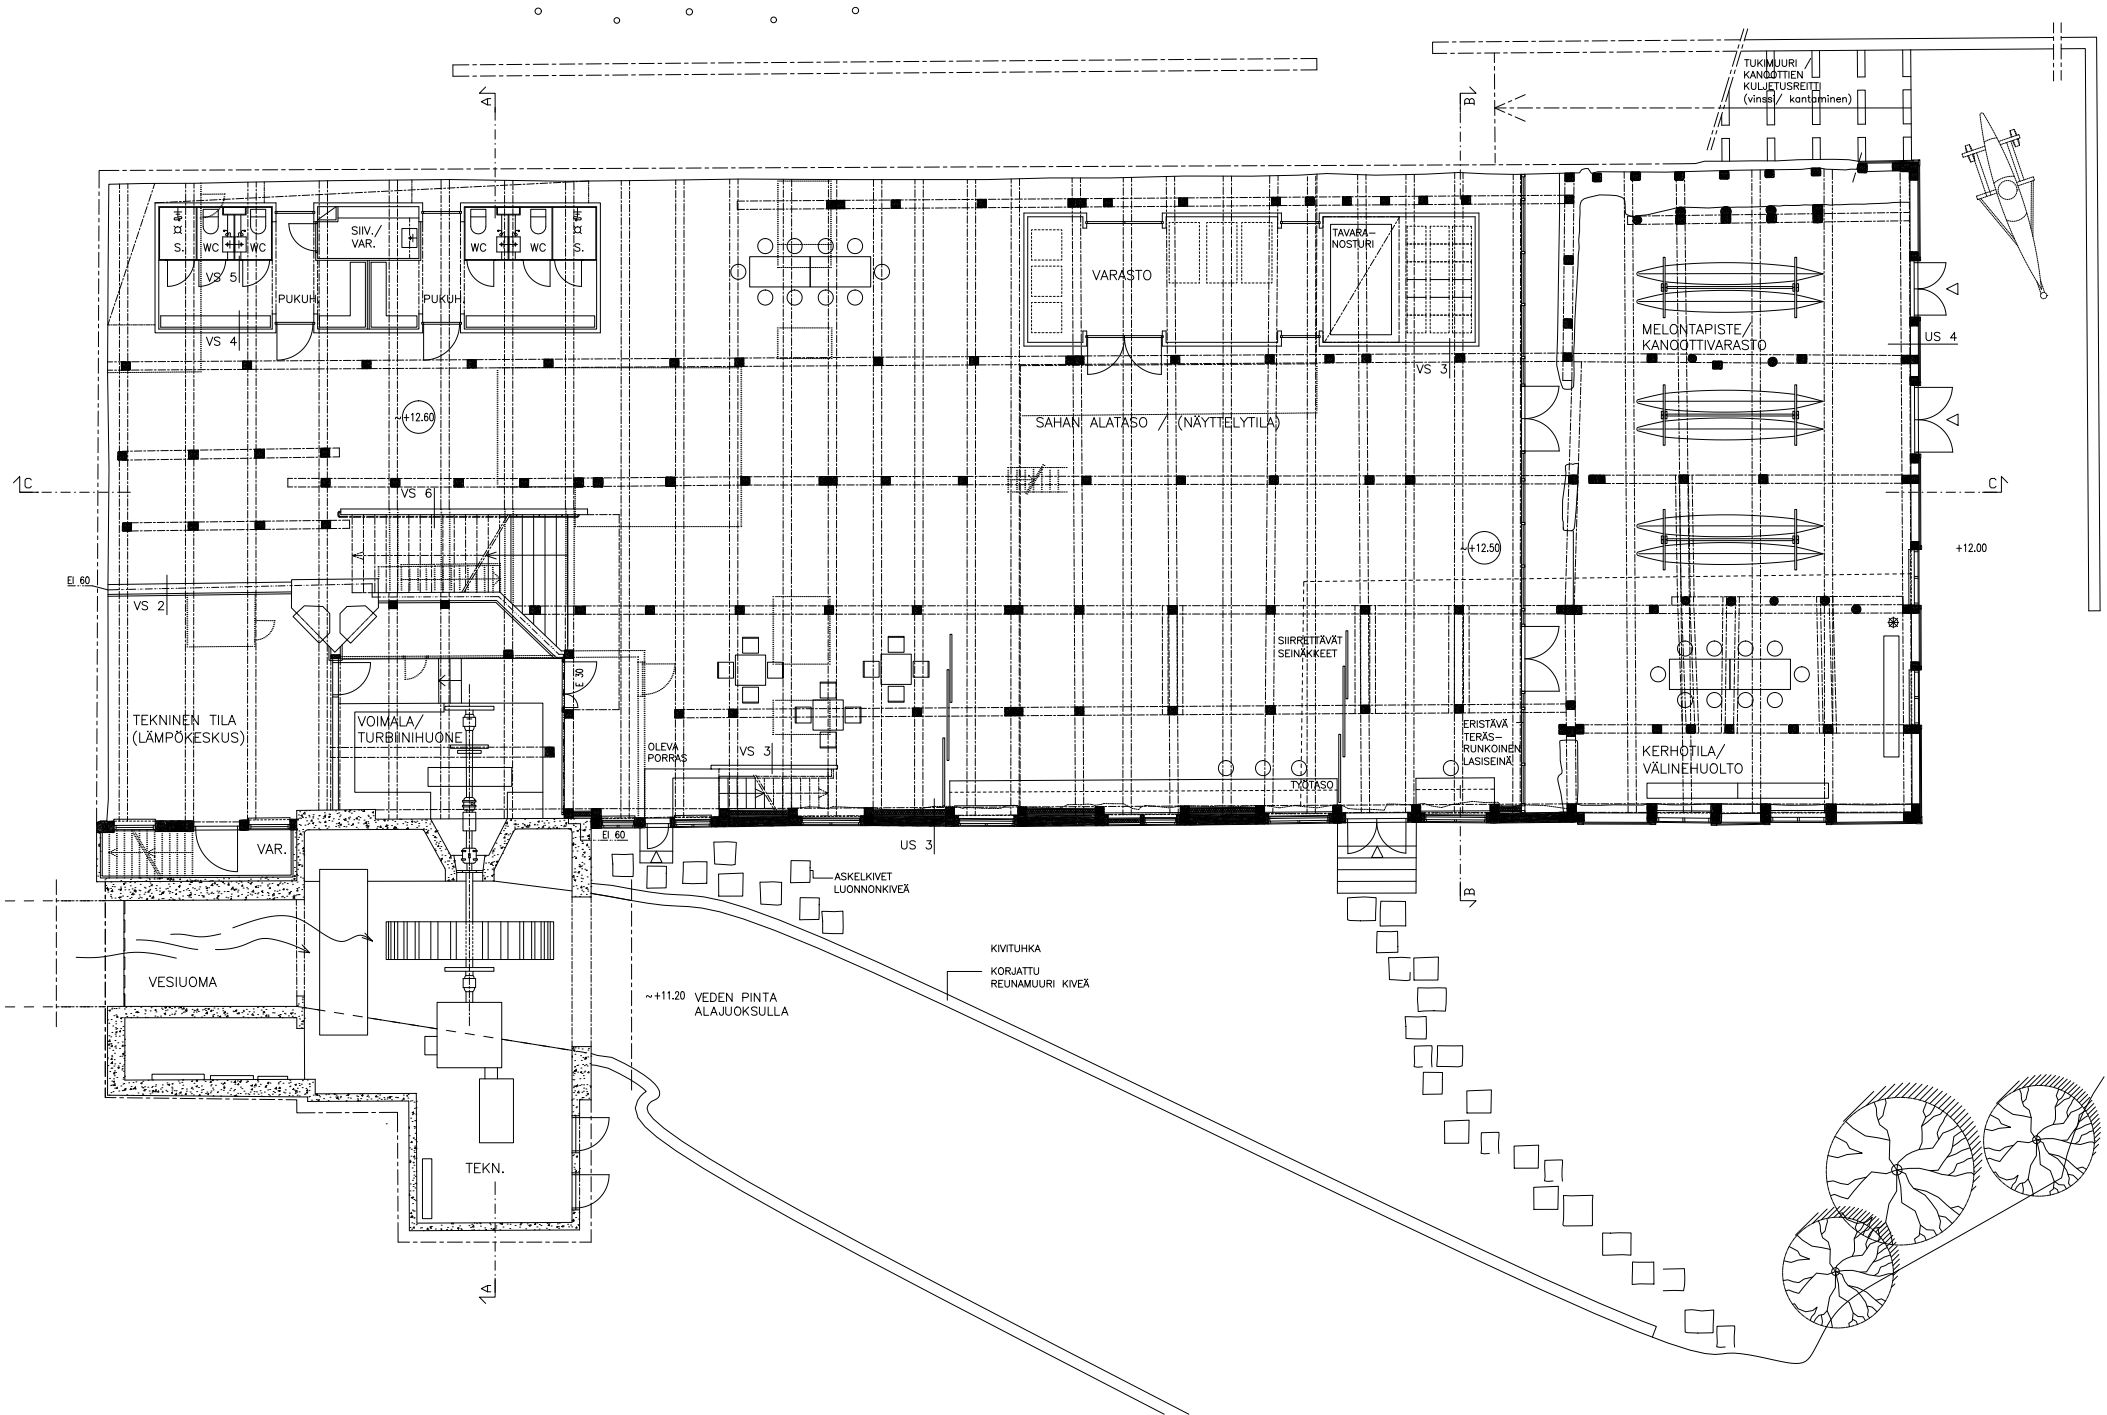 TUKIMUURI /
KANOOTTIEN
KULJETUSREITTI
(vinssi/ kantaminen)
A
B
S.
WC
WC
SIIV./
VAR.
WC
WC
S.
VS 5
PUKUH.
PUKUH.
VS 4
VARASTO
TAVARA-
NOSTURI
MELONTAPISTE/
KANOOTTIVARASTO
US 4
VS 3
~+12.60
SAHAN ALATASO / (NÄYTTELYTILA)
C
VS 6
C
~+12.50
+12.00
EI 60
VS 2
SIIRRETTÄVÄT
SEINÄKKEET
E 30
TEKNINEN TILA
(LÄMPÖKESKUS)
VOIMALA/
TURBIINIHUONE
OLEVA
PORRAS
VS 3
ERISTÄVÄ
TERÄS-
RUNKOINEN
LASISEINÄ
KERHOTILA/
VÄLINEHUOLTO
TYÖTASO
EI 60
VAR.
US 3
ASKELKIVET
LUONNONKIVEÄ
B
KIVITUHKA
KORJATTU
REUNAMUURI KIVEÄ
VESIUOMA
~+11.20 VEDEN PINTA
ALAJUOKSULLA
TEKN.
A